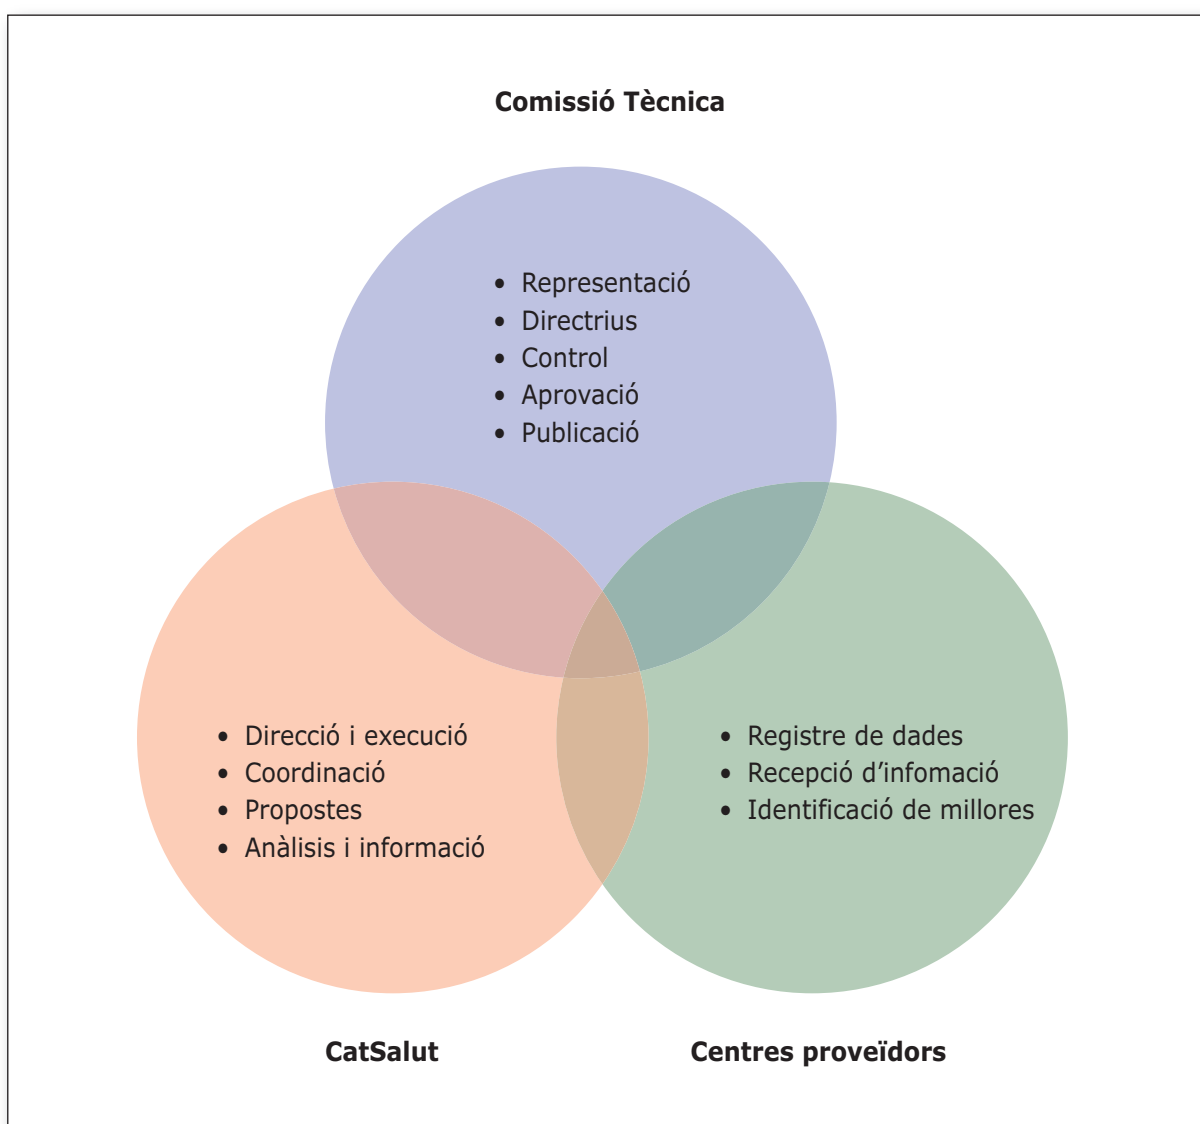 Comissió Tècnica
• Representació
• Directrius
• Control
• Aprovació
• Publicació
• Direcció i execució
• Coordinació
• Propostes
• Anàlisis i informació
• Registre de dades
• Recepció d’infomació
• Identificació de millores
CatSalut
Centres proveïdors